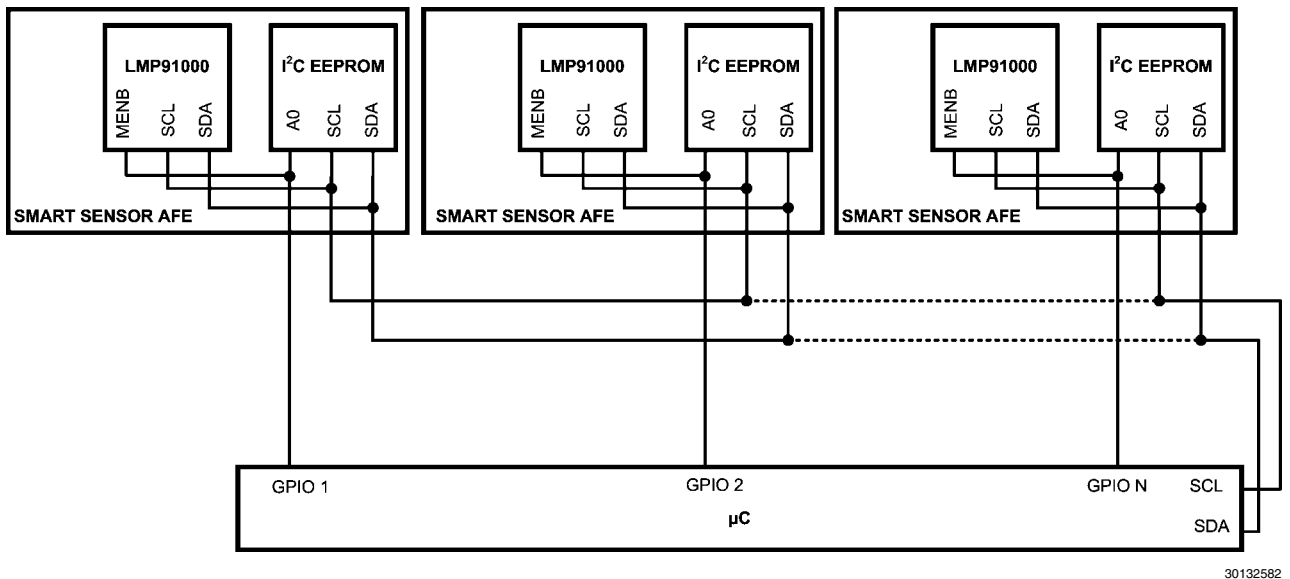 LMP91000 I²C EEPROM LMP91000 I²C EEPROM LMP91000 I²C EEPROM
MENB SCL SDA A0 SCL SDA MENB SCL SDA A0 SCL SDA MENB SCL SDA A0 SCL SDA
SMART SENSOR AFE SMART SENSOR AFE SMART SENSOR AFE
GPIO 1 GPIO 2 GPIO N SCL
µC
SDA
30132582